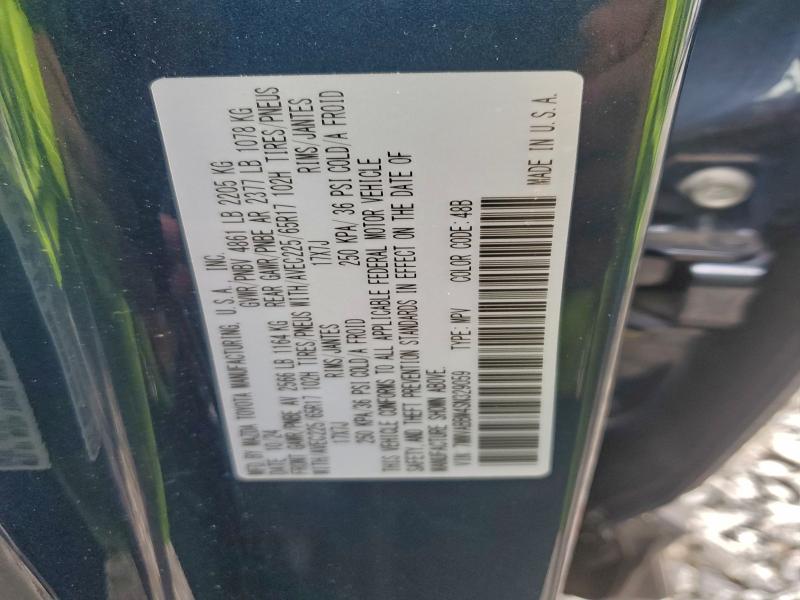 MFD. BY MAZDA TOYOTA MANUFACTURING, U.S.A., INC.
DATE 10/24 GVWR/PNBV 4861 LB 2205 KG
FRONT GAWR/PNBE AV 2566 LB 1164 KG REAR GAWR/PNBE AR 2377 LB 1078 KG
WITH/AVEC225/65R17 102H TIRES/PNEUS WITH/AVEC225/65R17 102H TIRES/PNEUS
17X7J RIMS/JANTES 17X7J RIMS/JANTES
250 KPA/36 PSI COLD/A FROID 250 KPA/36 PSI COLD/A FROID
THIS VEHICLE CONFORMS TO ALL APPLICABLE FEDERAL MOTOR VEHICLE
SAFETY AND THEFT PREVENTION STANDARDS IN EFFECT ON THE DATE OF
MANUFACTURE SHOWN ABOVE.
VIN: TYPE: MPV COLOR CODE: 48B
MADE IN U.S.A.